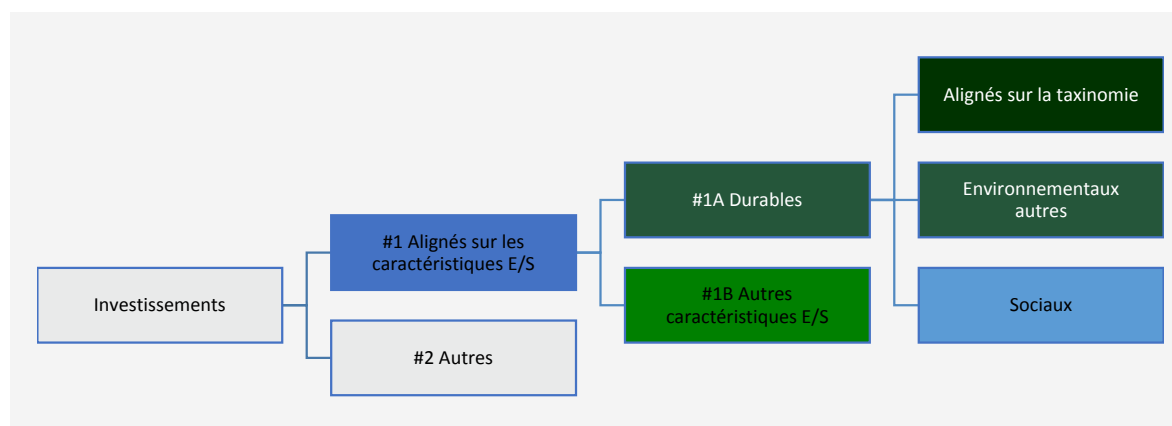 Investissements
#1 Alignés sur les
caractéristiques E/S
#2 Autres
#1A Durables
#1B Autres
caractéristiques E/S
Alignés sur la taxinomie
Environnementaux
autres
Sociaux